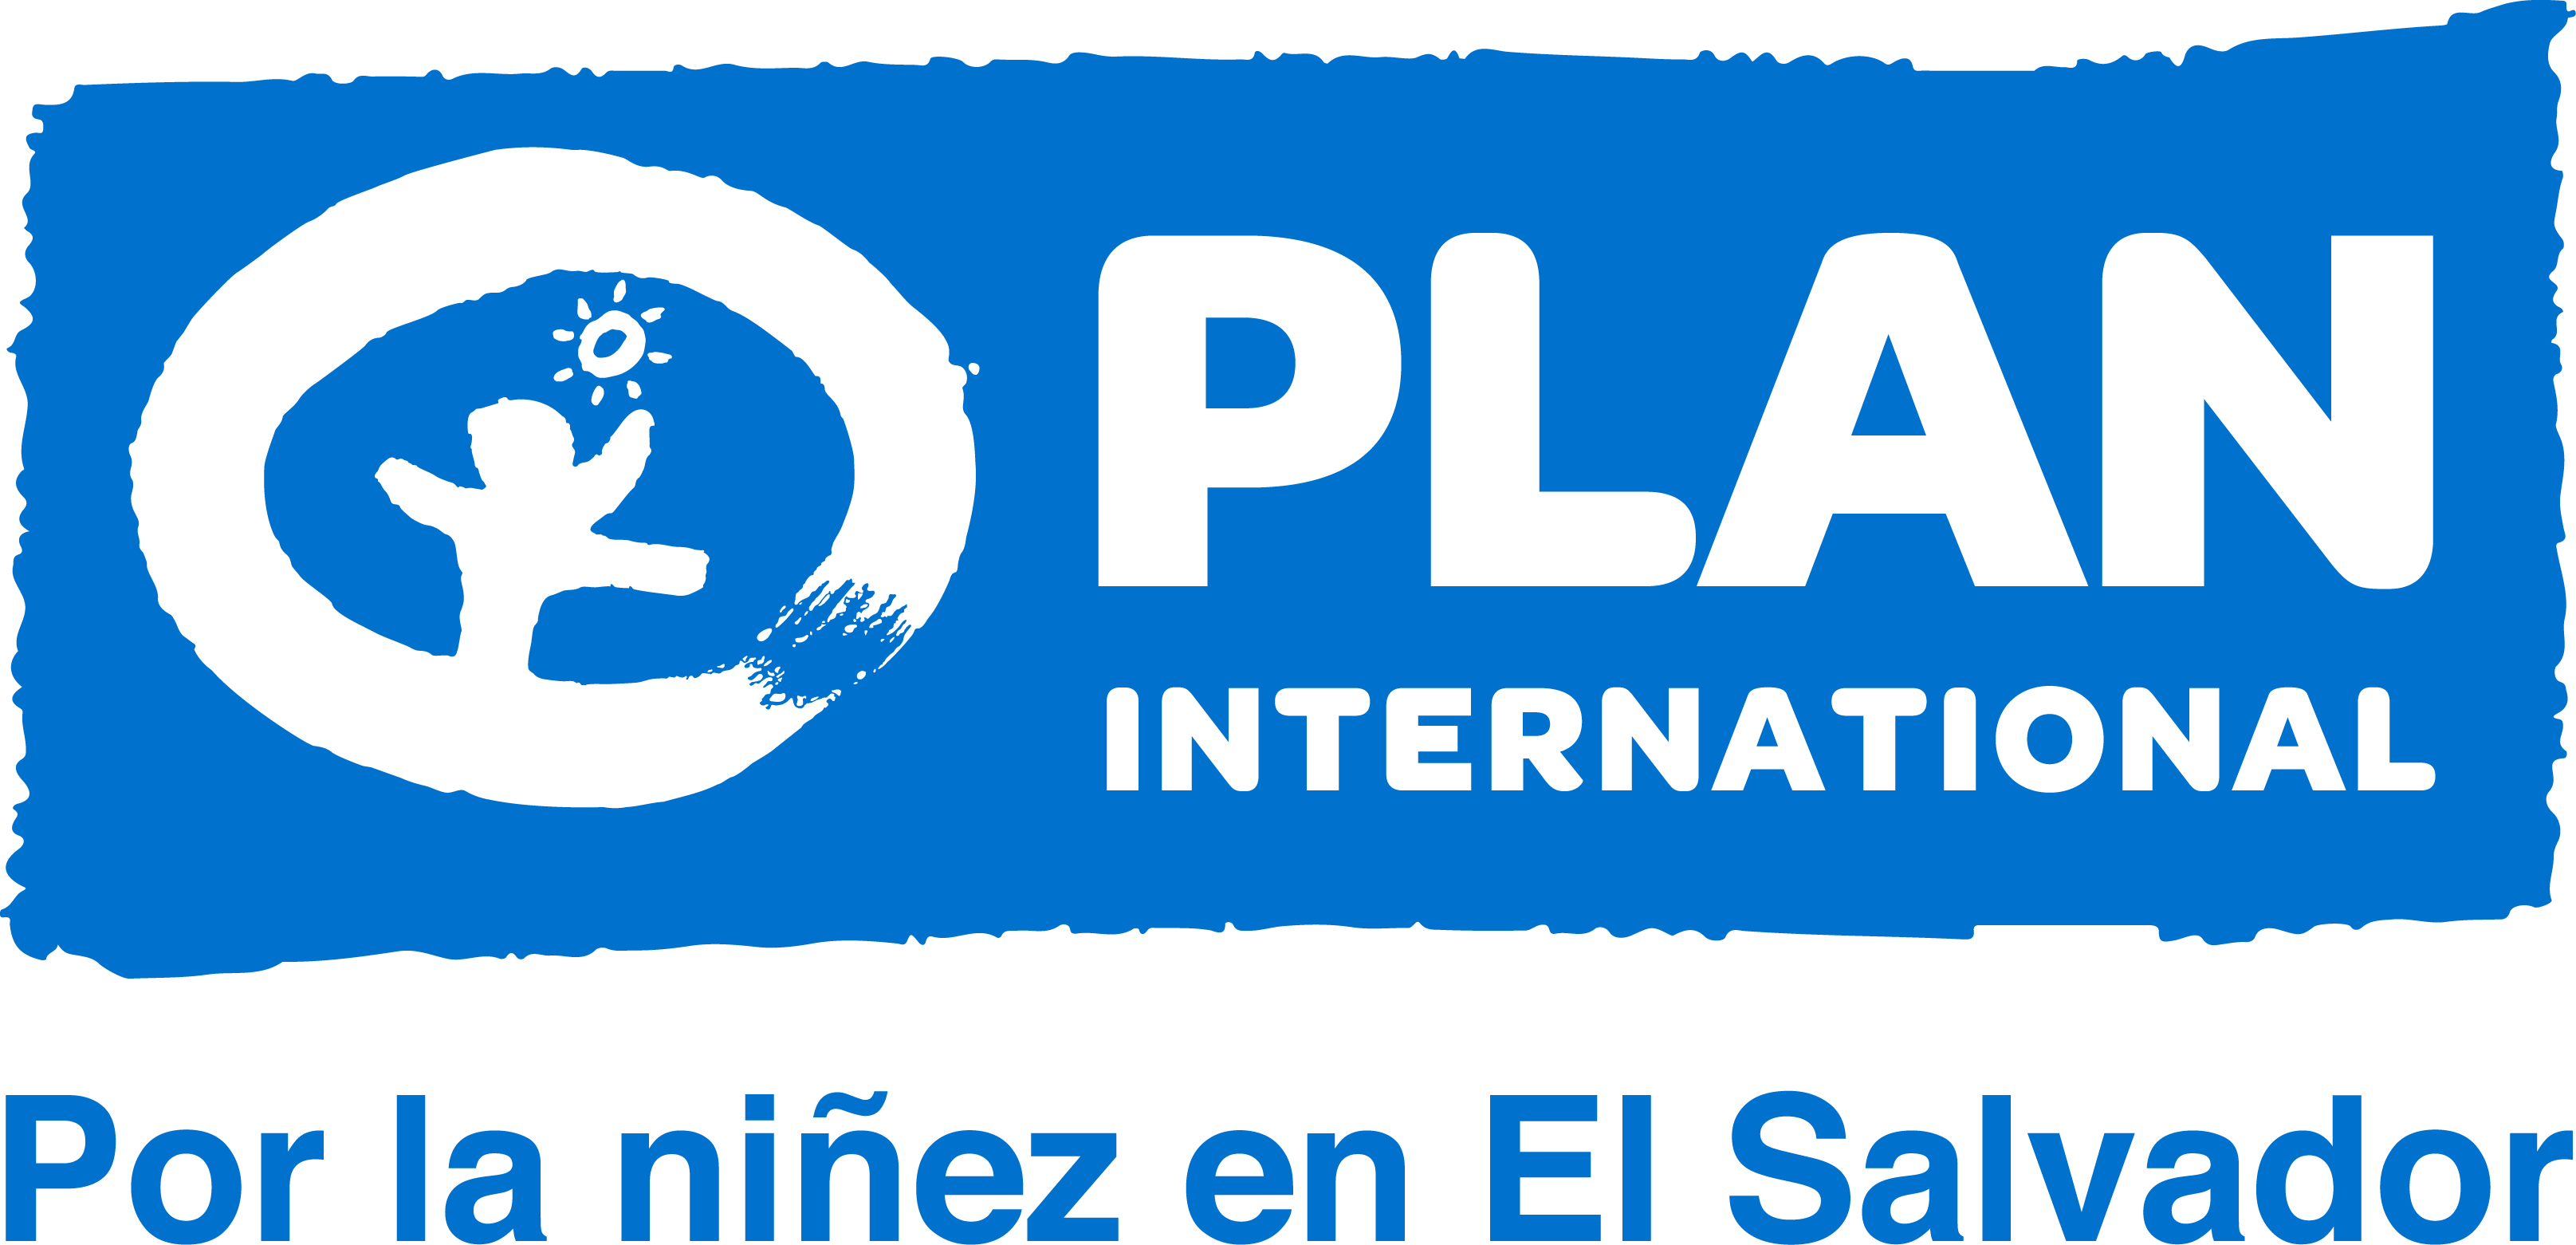 PLAN
INTERNATIONAL
Por la niñez en El Salvador